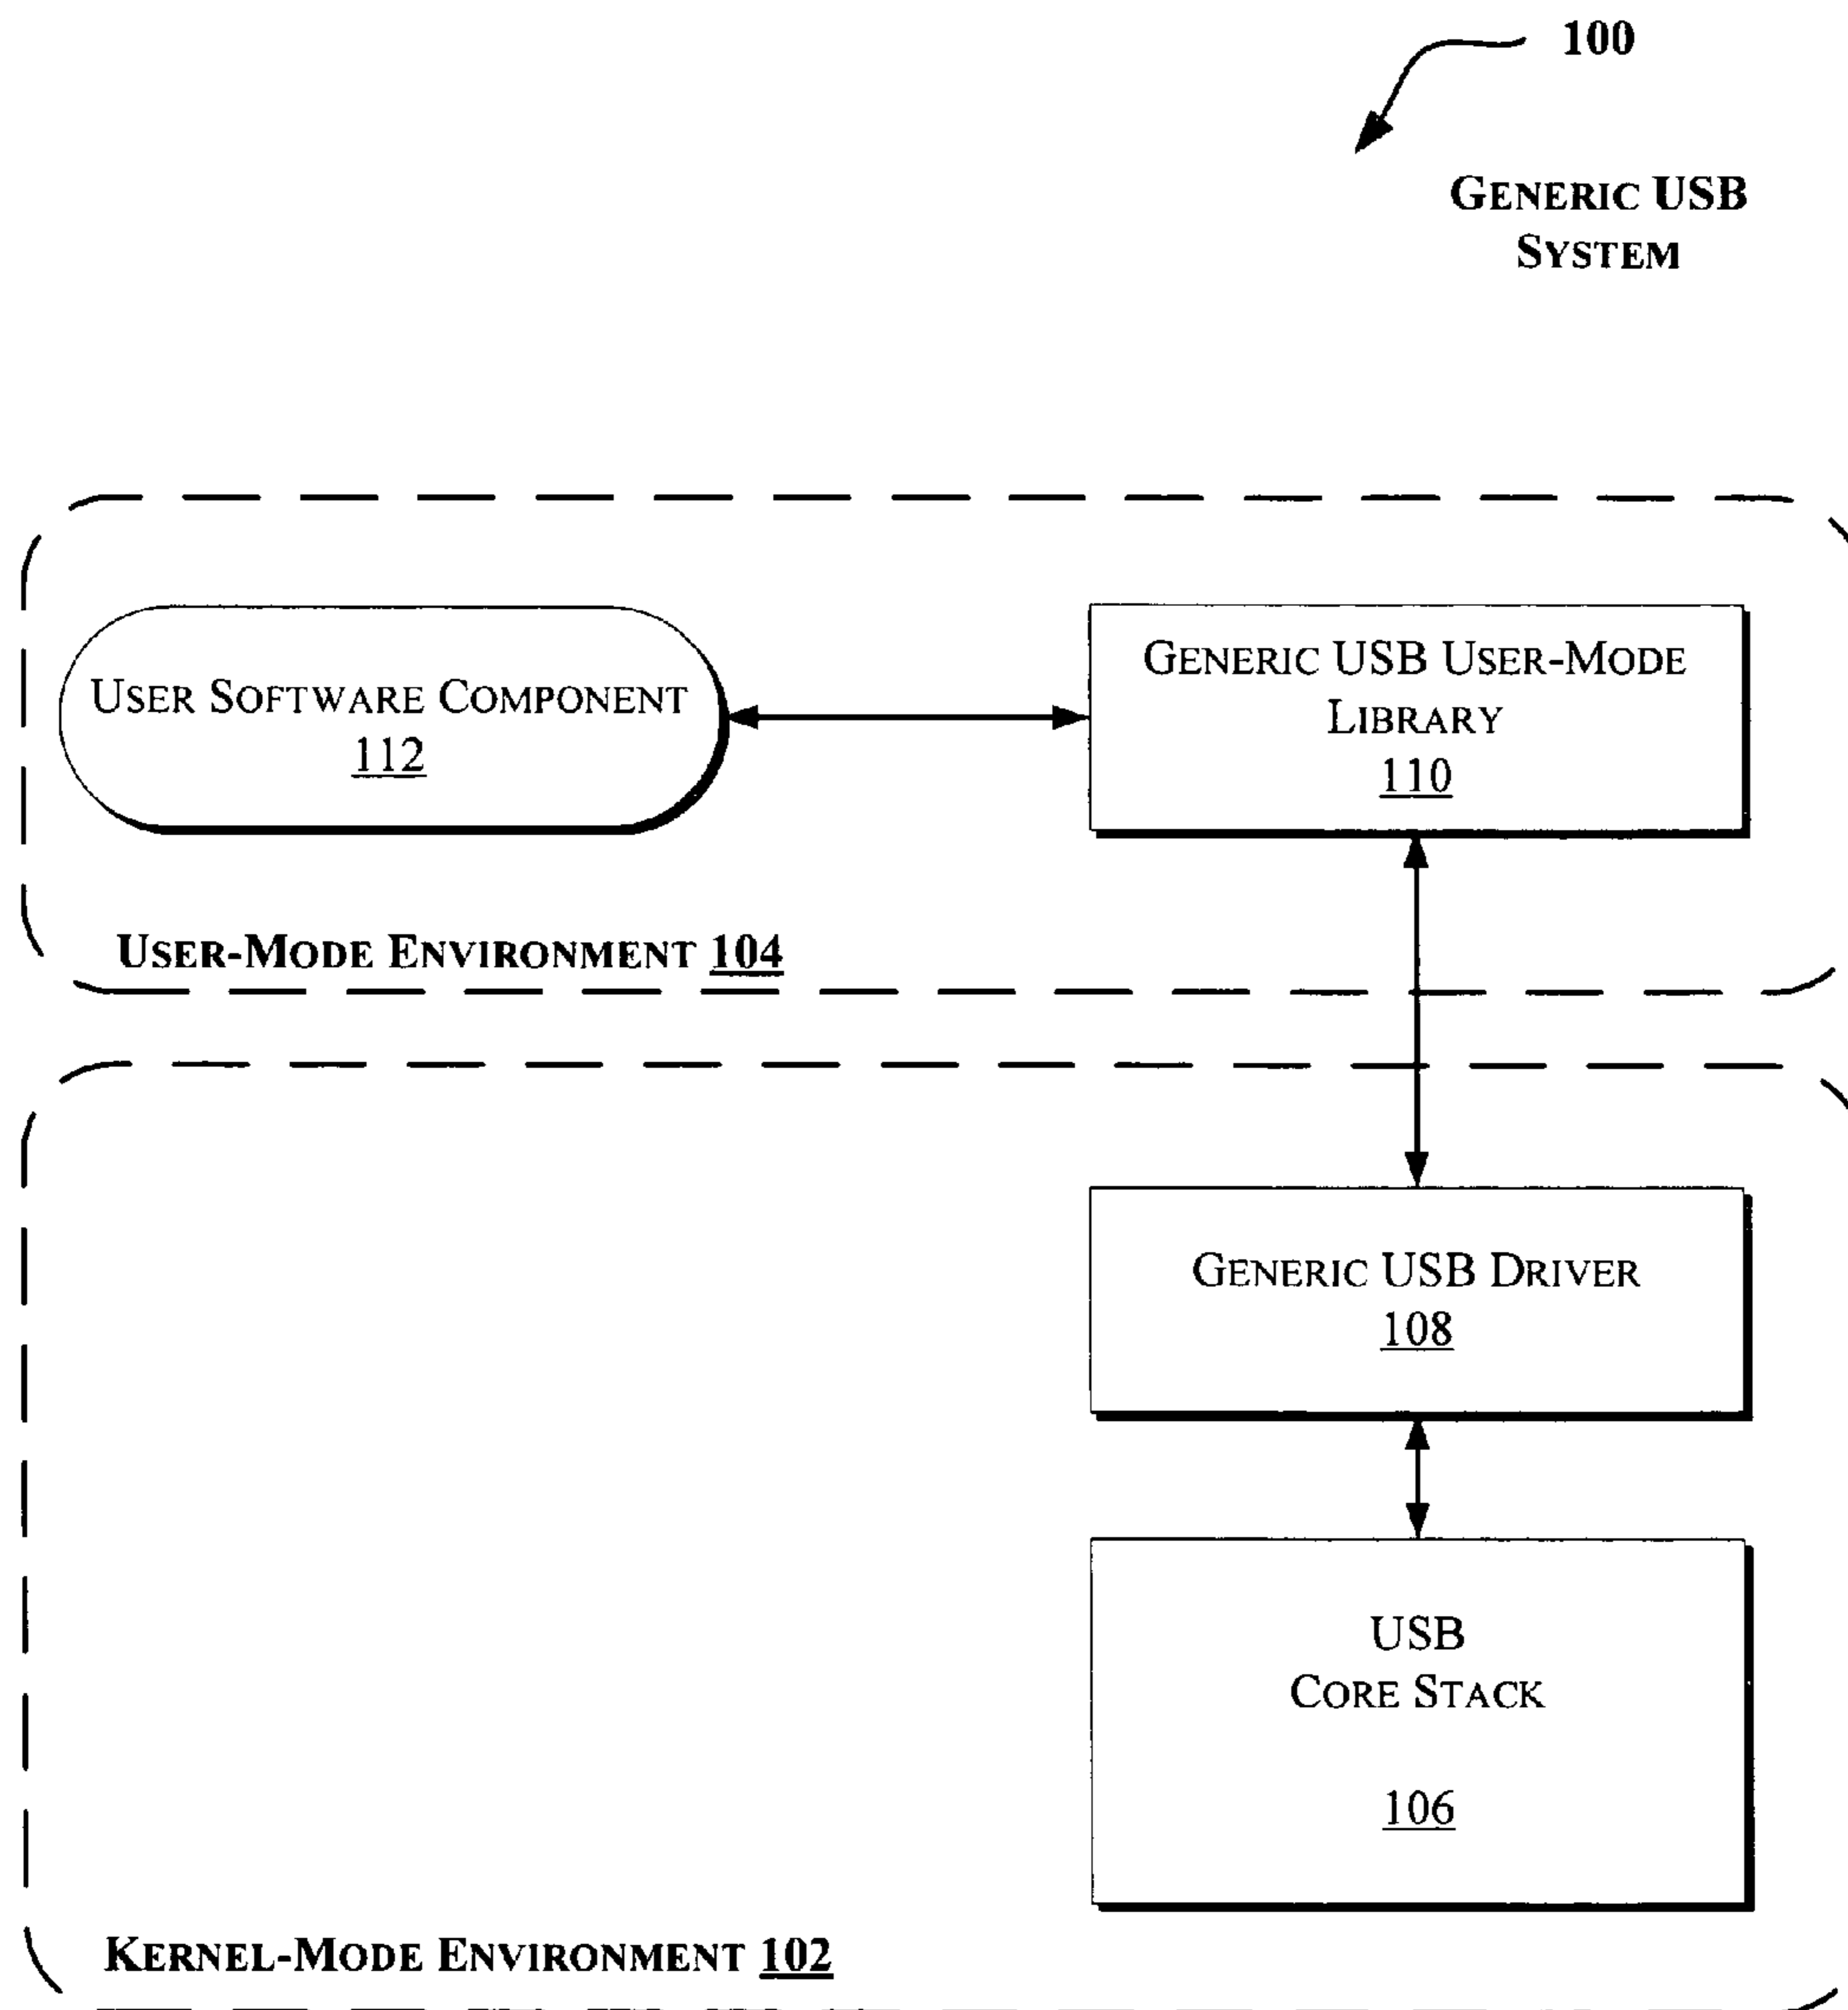 100
GENERIC USB
SYSTEM
USER SOFTWARE COMPONENT
112
GENERIC USB USER-MODE
LIBRARY
110
USER-MODE ENVIRONMENT 104
GENERIC USB DRIVER
108
USB
CORE STACK
106
KERNEL-MODE ENVIRONMENT 102